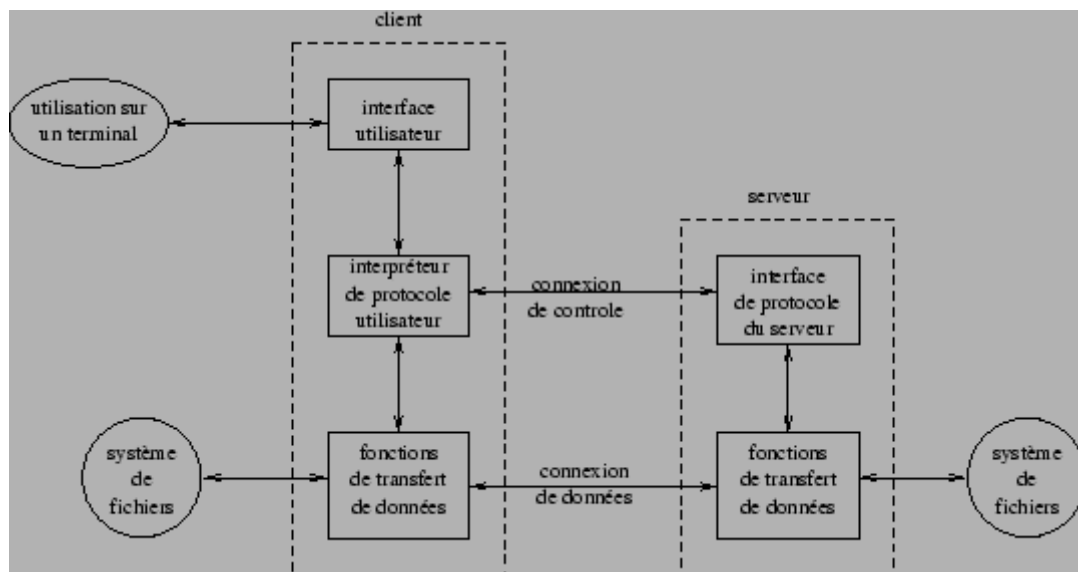 client
utilisation sur
un terminal
interface
utilisateur
serveur
interpréteur
de protocole
utilisateur
connexion
de controle
interface
de protocole
du serveur
système
de
fichiers
fonctions
de transfert
de données
connexion
de données
fonctions
de transfert
de données
système
de
fichiers